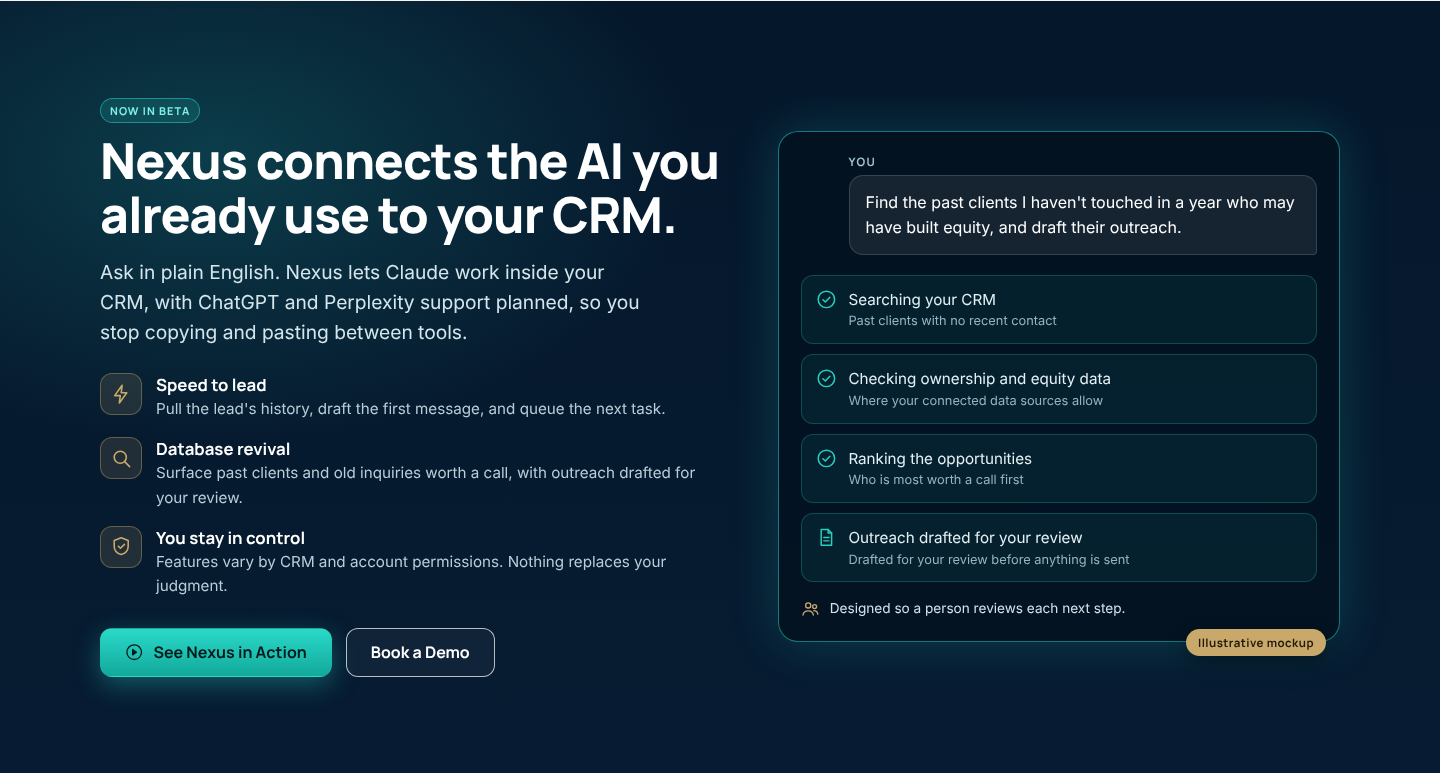 NOW IN BETA
Nexus connects the AI you
already use to your CRM.
Ask in plain English. Nexus lets Claude work inside your
CRM, with ChatGPT and Perplexity support planned, so you
stop copying and pasting between tools.
Speed to lead
Pull the lead's history, draft the first message, and queue the next task.
Database revival
Surface past clients and old inquiries worth a call, with outreach drafted for
your review.
You stay in control
Features vary by CRM and account permissions. Nothing replaces your
judgment.
See Nexus in Action
Book a Demo
YOU
Find the past clients I haven't touched in a year who may
have built equity, and draft their outreach.
Searching your CRM
Past clients with no recent contact
Checking ownership and equity data
Where your connected data sources allow
Ranking the opportunities
Who is most worth a call first
Outreach drafted for your review
Drafted for your review before anything is sent
Designed so a person reviews each next step.
Illustrative mockup